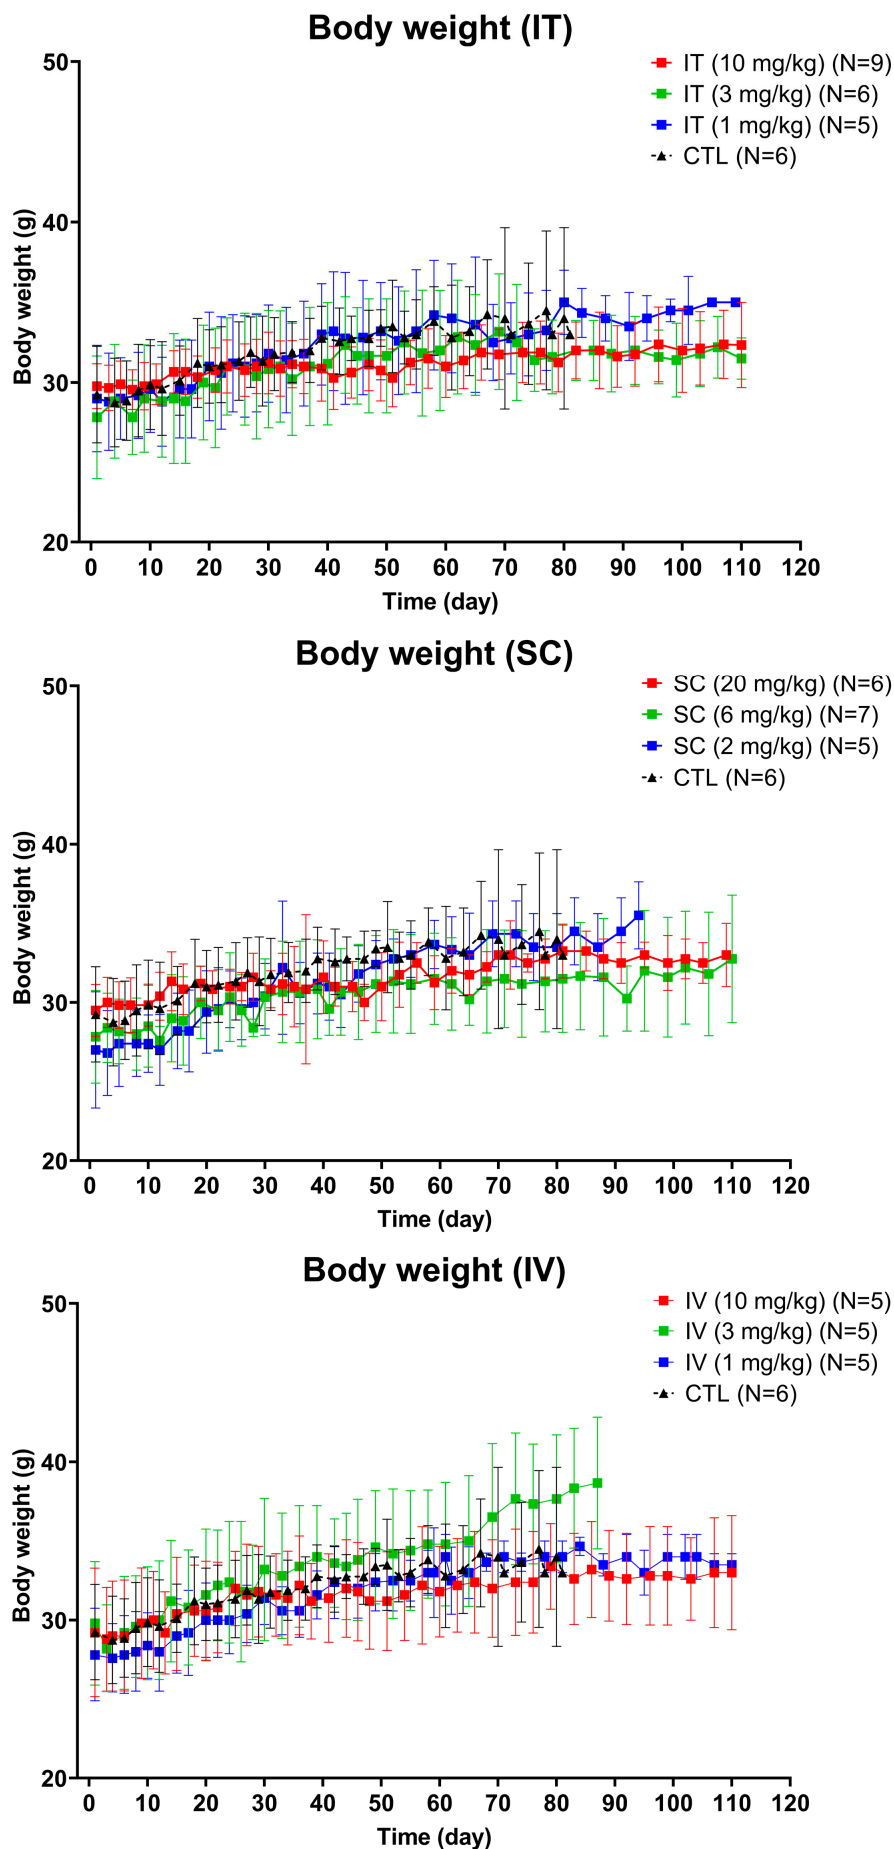 Body weight (IT)
IT (10 mg/kg) (N=9)
IT (3 mg/kg) (N=6)
IT (1 mg/kg) (N=5)
CTL (N=6)
Body weight (g)
50
40
30
20
0 10 20 30 40 50 60 70 80 90 100 110 120
Time (day)
Body weight (SC)
SC (20 mg/kg) (N=6)
SC (6 mg/kg) (N=7)
SC (2 mg/kg) (N=5)
CTL (N=6)
Body weight (g)
50
40
30
20
0 10 20 30 40 50 60 70 80 90 100 110 120
Time (day)
Body weight (IV)
IV (10 mg/kg) (N=5)
IV (3 mg/kg) (N=5)
IV (1 mg/kg) (N=5)
CTL (N=6)
Body weight (g)
50
40
30
20
0 10 20 30 40 50 60 70 80 90 100 110 120
Time (day)